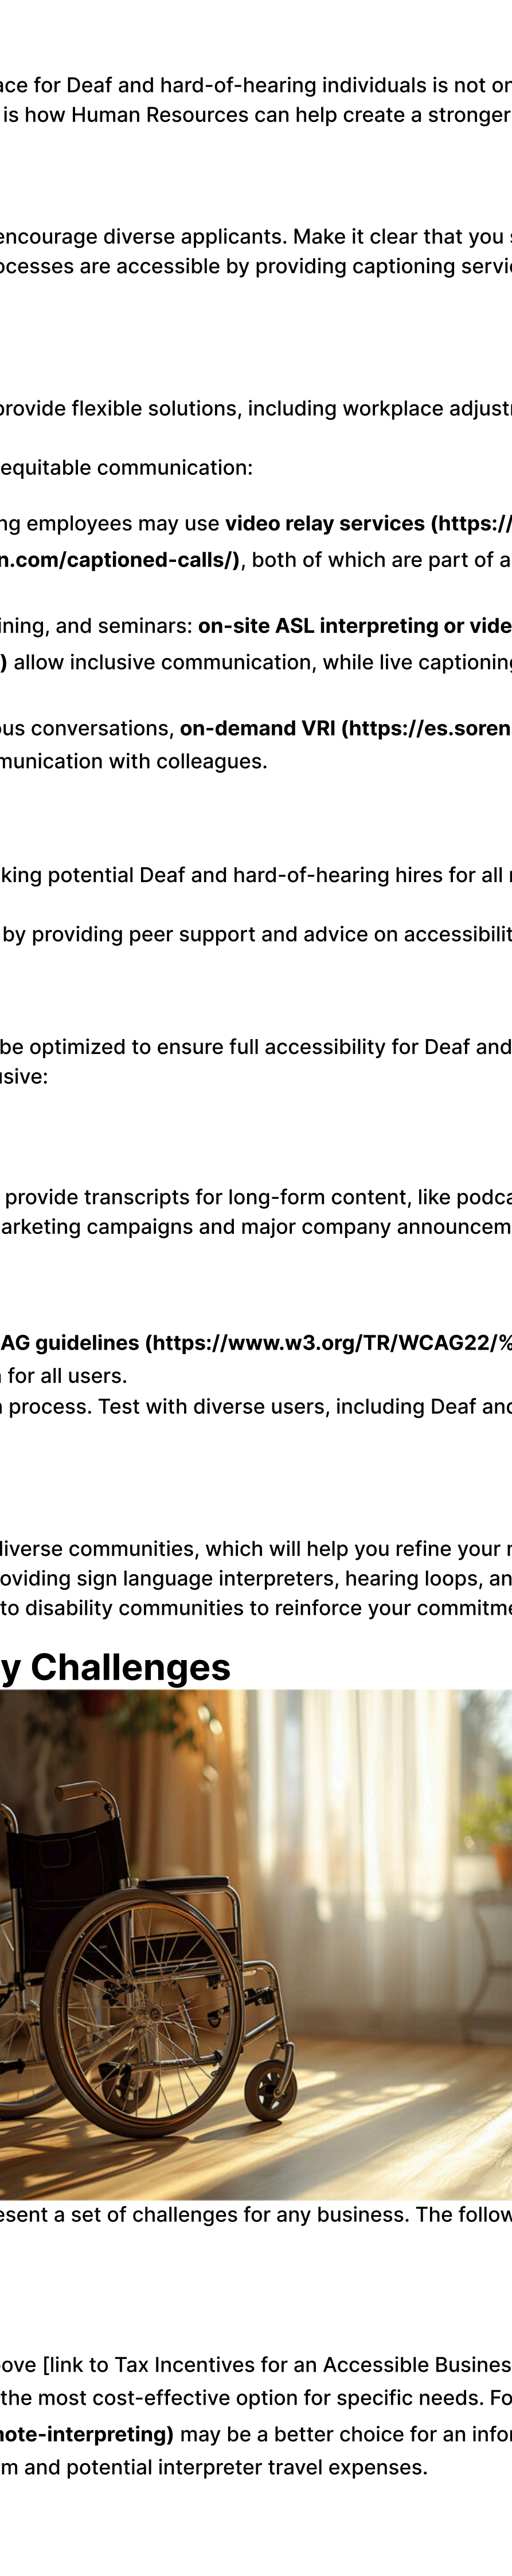 ace for Deaf and hard-of-hearing individuals is not on
is how Human Resources can help create a stronger
encourage diverse applicants. Make it clear that you s
ocesses are accessible by providing captioning servic
provide flexible solutions, including workplace adjust
equitable communication:
ng employees may use video relay services (https://
n.com/captioned-calls/), both of which are part of a
ining, and seminars: on-site ASL interpreting or vide
) allow inclusive communication, while live captioning
ous conversations, on-demand VRI (https://es.soren
munication with colleagues.
king potential Deaf and hard-of-hearing hires for all r
by providing peer support and advice on accessibilit
be optimized to ensure full accessibility for Deaf and
usive:
provide transcripts for long-form content, like podca
arketing campaigns and major company announcem
AG guidelines (https://www.w3.org/TR/WCAG22/%
for all users.
n process. Test with diverse users, including Deaf and
diverse communities, which will help you refine your r
oviding sign language interpreters, hearing loops, an
to disability communities to reinforce your commitme
y Challenges
esent a set of challenges for any business. The follow
ove [link to Tax Incentives for an Accessible Busines
the most cost-effective option for specific needs. Fo
mote-interpreting) may be a better choice for an infor
m and potential interpreter travel expenses.